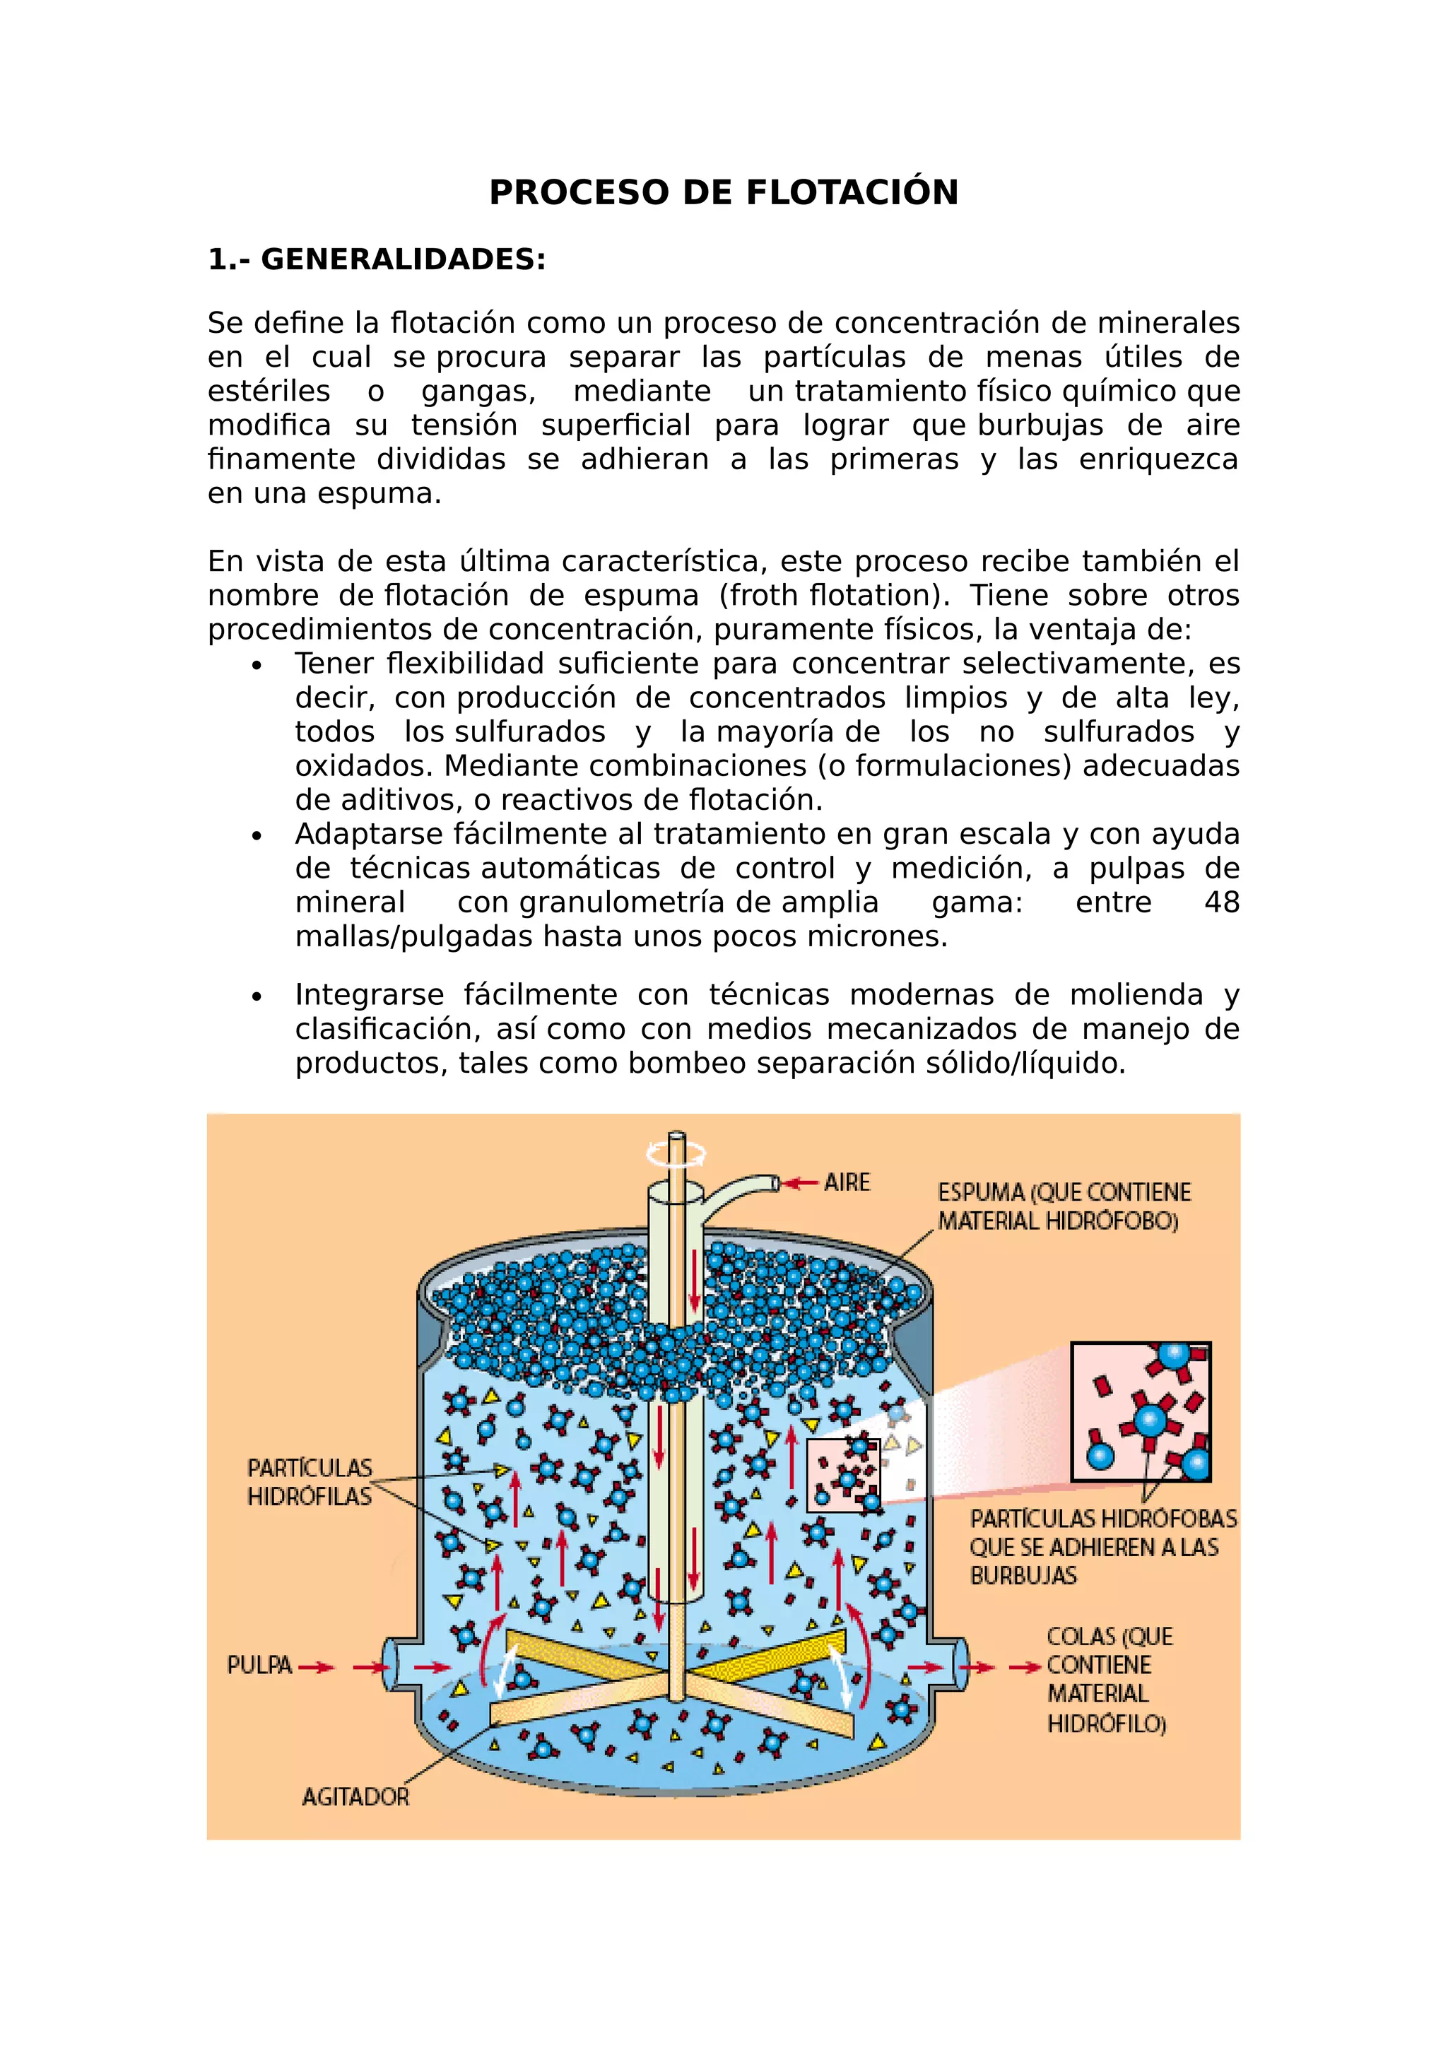 PROCESO DE FLOTACIÓN
1.- GENERALIDADES:
Se define la flotación como un proceso de concentración de minerales
en el cual se procura separar las partículas de menas útiles de
estériles o gangas, mediante un tratamiento físico químico que
modifica su tensión superficial para lograr que burbujas de aire
finamente divididas se adhieran a las primeras y las enriquezca
en una espuma.
En vista de esta última característica, este proceso recibe también el
nombre de flotación de espuma (froth flotation). Tiene sobre otros
procedimientos de concentración, puramente físicos, la ventaja de:
• Tener flexibilidad suficiente para concentrar selectivamente, es
decir, con producción de concentrados limpios y de alta ley,
todos los sulfurados y la mayoría de los no sulfurados y
oxidados. Mediante combinaciones (o formulaciones) adecuadas
de aditivos, o reactivos de flotación.
• Adaptarse fácilmente al tratamiento en gran escala y con ayuda
de técnicas automáticas de control y medición, a pulpas de
mineral con granulometría de amplia gama: entre 48
mallas/pulgadas hasta unos pocos micrones.
• Integrarse fácilmente con técnicas modernas de molienda y
clasificación, así como con medios mecanizados de manejo de
productos, tales como bombeo separación sólido/líquido.
AIRE
ESPUMA (QUE CONTIENE
MATERIAL HIDRÓFOBO)
PARTÍCULAS
HIDRÓFILAS
PARTÍCULAS HIDRÓFOBAS
QUE SE ADHIEREN A LAS
BURBUJAS
PULPA
COLAS (QUE
CONTIENE
MATERIAL
HIDRÓFILO)
AGITADOR